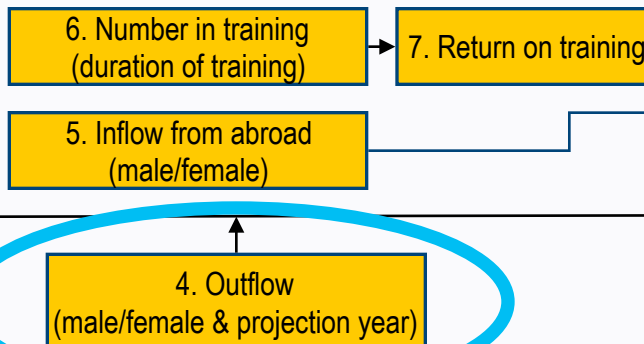 6. Number in training
(duration of training)
7. Return on training
5. Inflow from abroad
(male/female)
4. Outflow
(male/female & projection year)